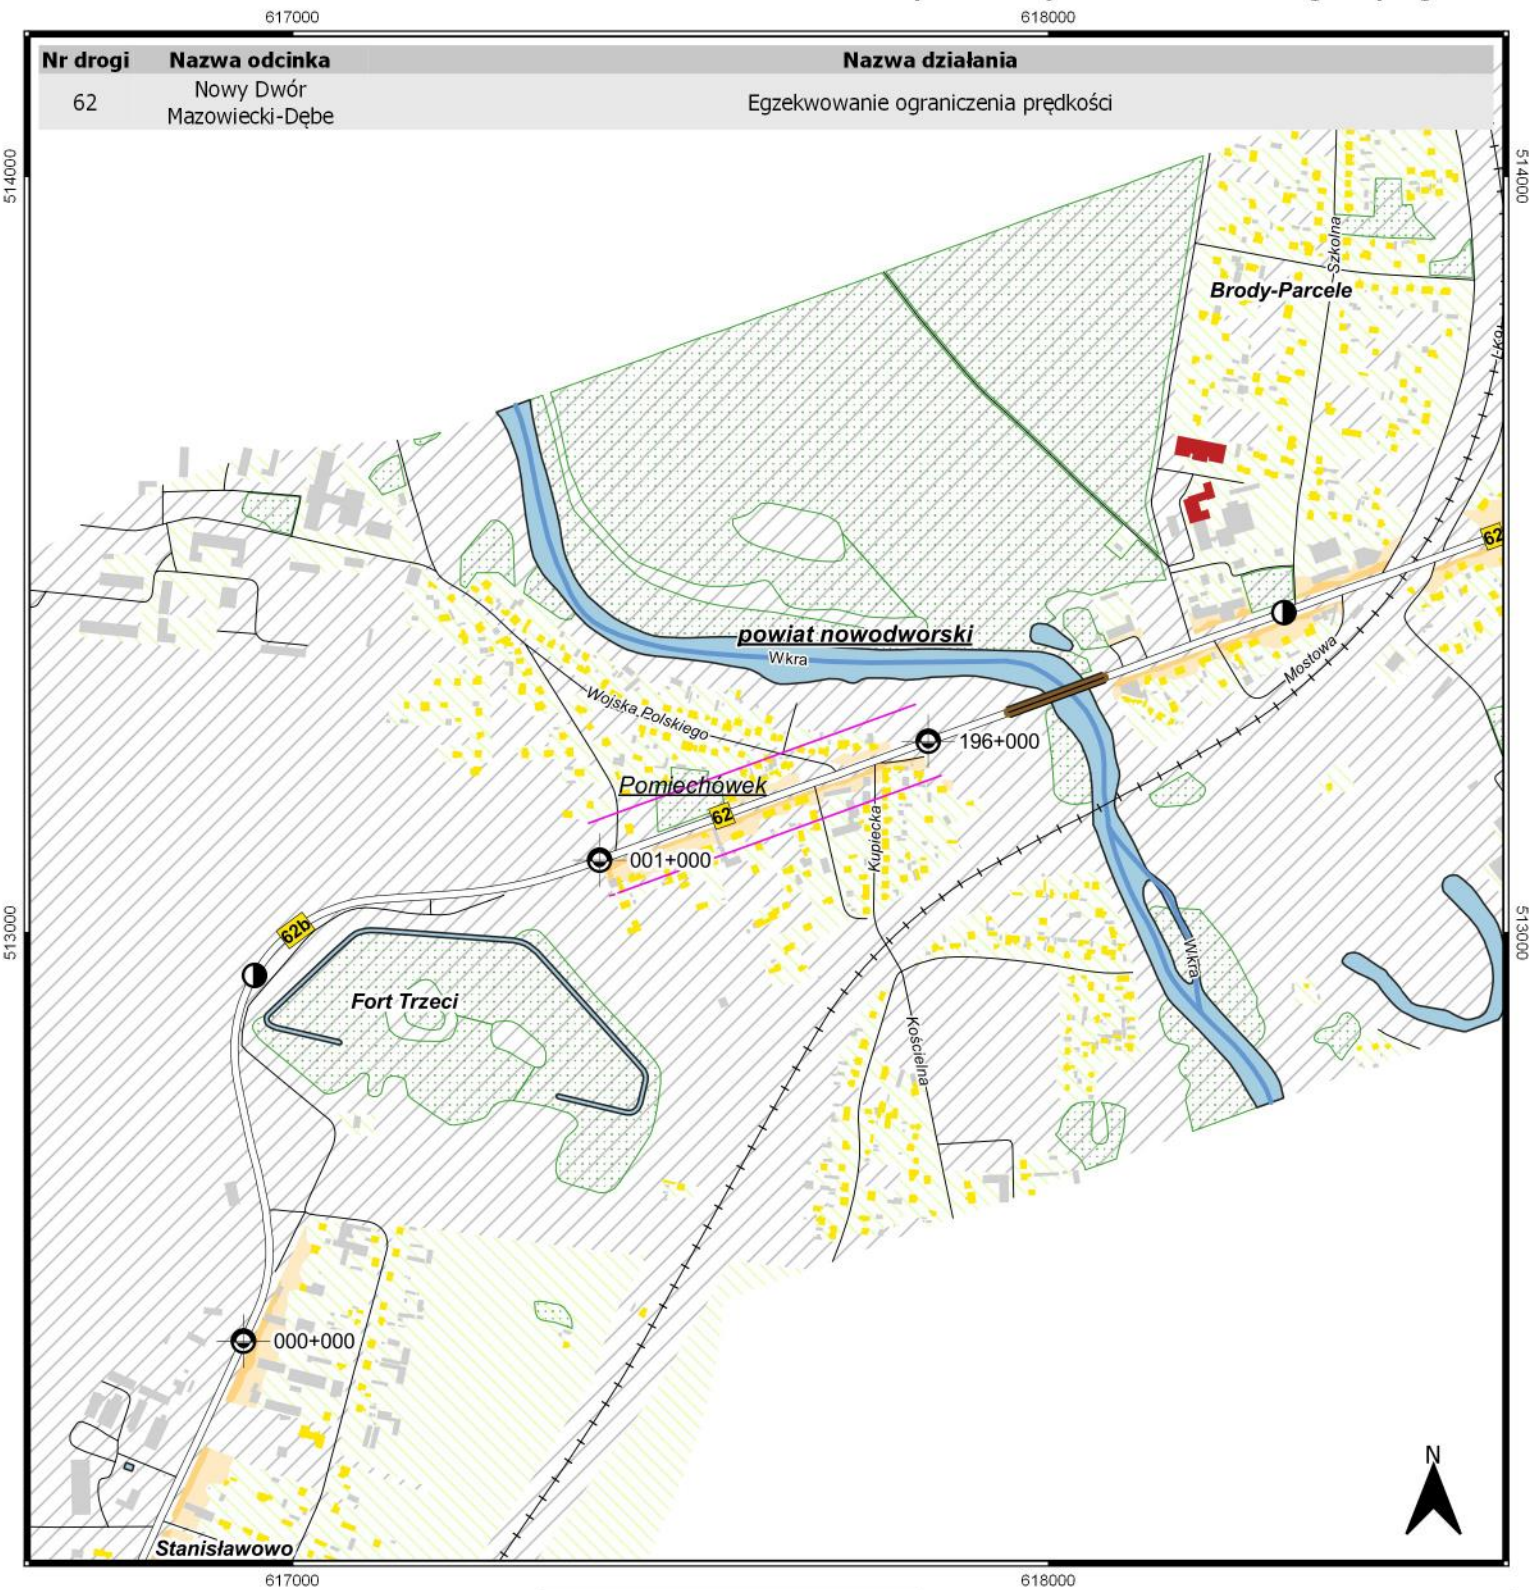 617000 618000
Nr drogi Nazwa odcinka Nazwa działania
62 Nowy Dwór
Mazowiecki-Dębe Egzekwowanie ograniczenia prędkości
514000 514000
Szkolna
Brody-Parcele
62
powiat nowodworski
Wkra
Mostowa
Wojska Polskiego
196+000
Pomiechówek
62
Kupiecka
001+000
62b
513000 513000
Wkra
Fort Trzeci
Kościelna
000+000
N
Stanisławowo
617000 618000